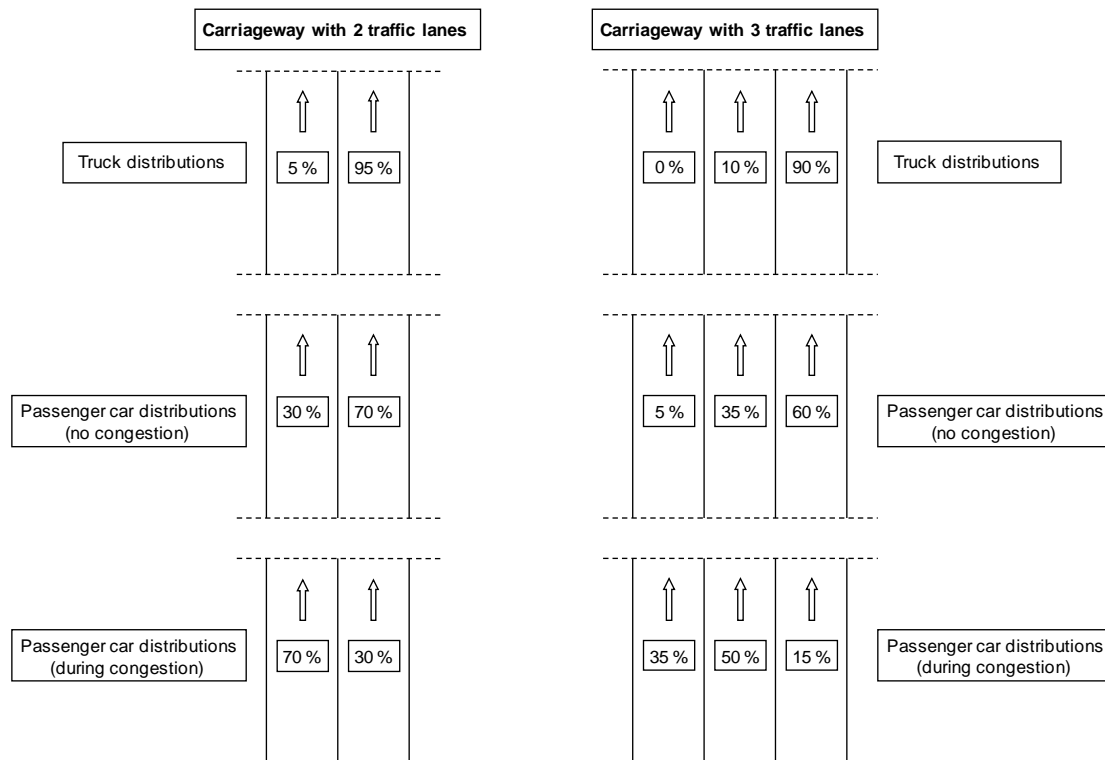 Carriageway with 2 traffic lanes
Carriageway with 3 traffic lanes
Truck distributions
5 %
95 %
0 %
10 %
90 %
Truck distributions
Passenger car distributions
(no congestion)
30 %
70 %
5 %
35 %
60 %
Passenger car distributions
(no congestion)
Passenger car distributions
(during congestion)
70 %
30 %
35 %
50 %
15 %
Passenger car distributions
(during congestion)